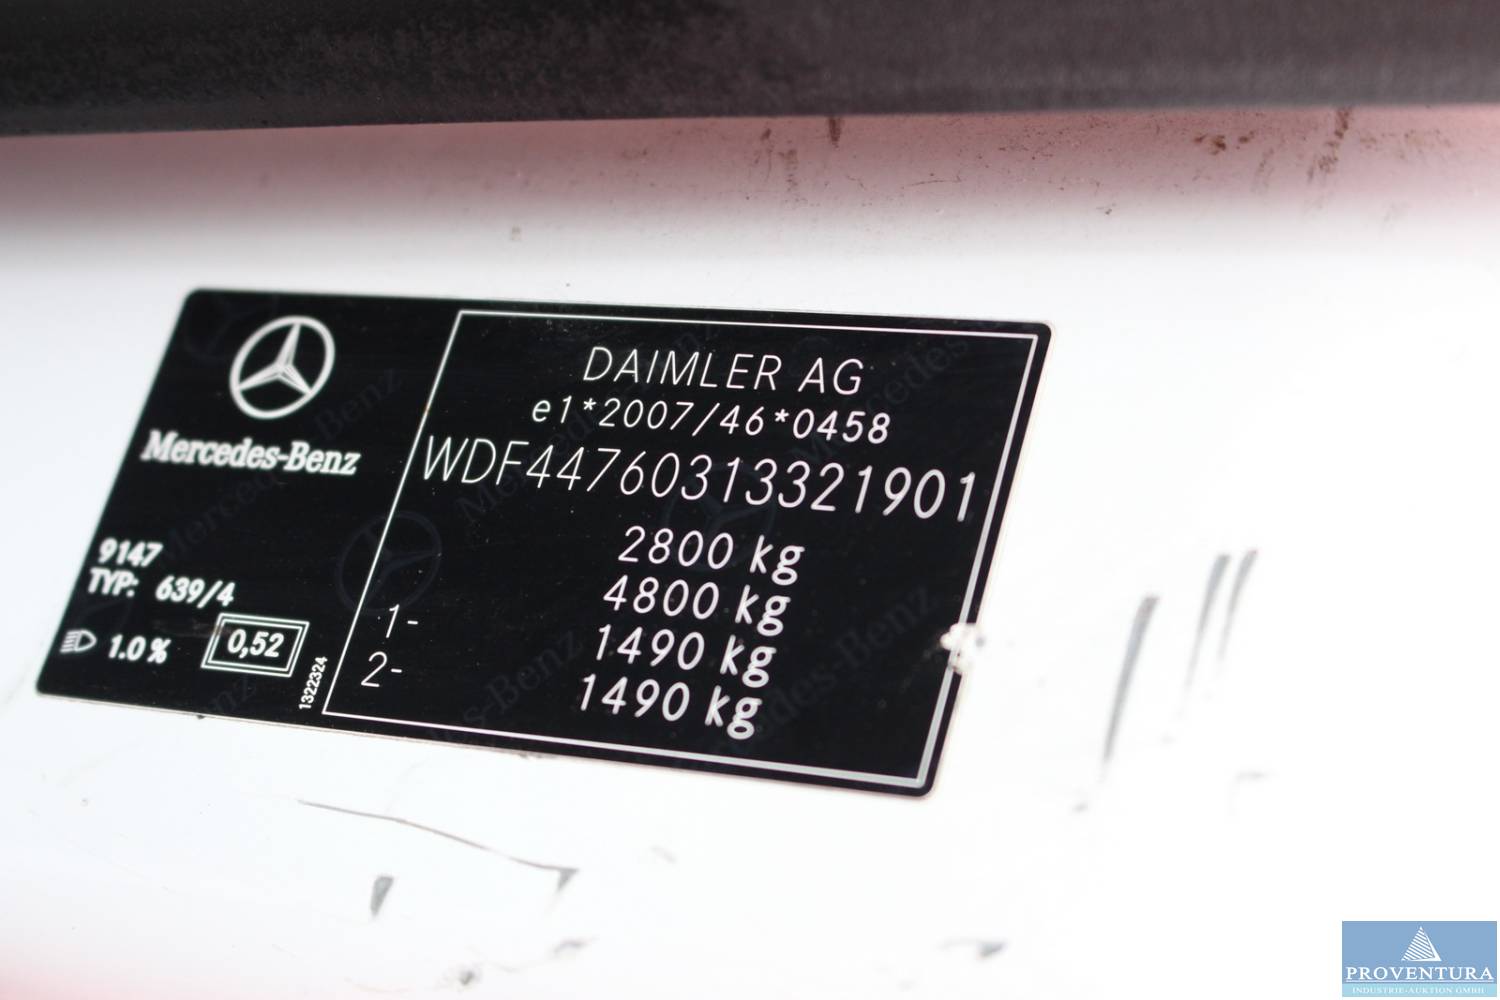 Mercedes-Benz
9147
TYP: 639/4
1.0 %
0,52
1322324
DAIMLER AG
e1*2007/46*0458
WDF44760313321901
2800 kg
4800 kg
1- 1490 kg
2- 1490 kg
PROVENTURA
INDUSTRIE-AUKTION GMBH